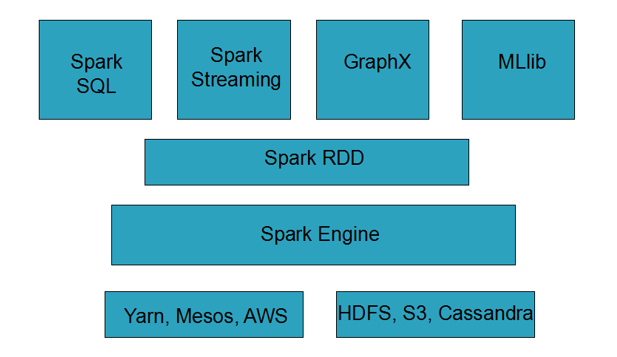 Spark
SQL
Spark
Streaming
GraphX
MLlib
Spark RDD
Spark Engine
Yarn, Mesos, AWS
HDFS, S3, Cassandra